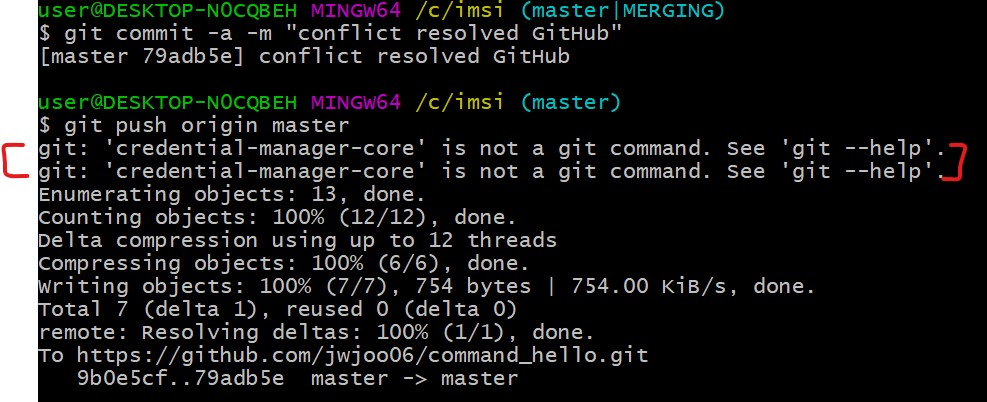 user@DESKTOP-N0CQBEH MINGW64 /c/imsi (master|MERGING)
$ git commit -a -m "conflict resolved GitHub"
[master 79adb5e] conflict resolved GitHub
user@DESKTOP-N0CQBEH MINGW64 /c/imsi (master)
$ git push origin master
git: 'credential-manager-core' is not a git command. See 'git --help'.
git: 'credential-manager-core' is not a git command. See 'git --help'.
Enumerating objects: 13, done.
Counting objects: 100% (12/12), done.
Delta compression using up to 12 threads
Compressing objects: 100% (6/6), done.
Writing objects: 100% (7/7), 754 bytes | 754.00 KiB/s, done.
Total 7 (delta 1), reused 0 (delta 0)
remote: Resolving deltas: 100% (1/1), done.
To https://github.com/jwjoo06/command_hello.git
   9b0e5cf..79adb5e  master -> master